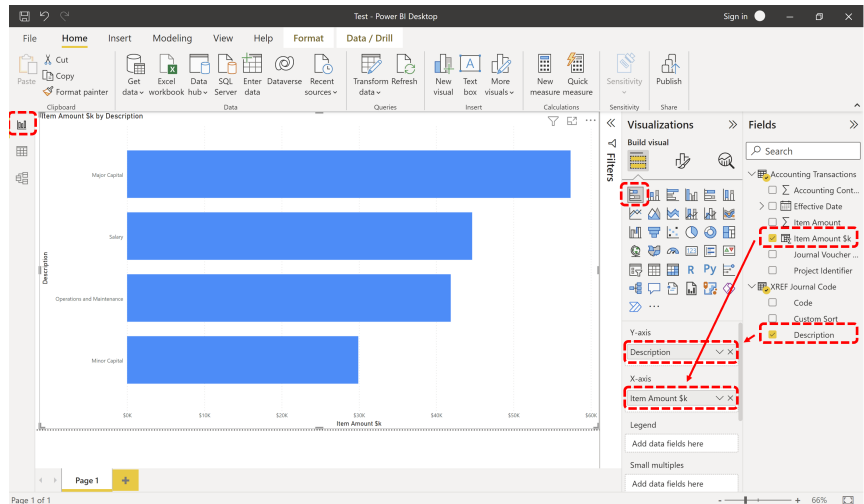 Test - Power BI Desktop
Sign in
File Home Insert Modeling View Help Format Data / Drill
Paste
Cut
Copy
Format painter
Get data
Excel workbook
Data hub
SQL Server
Enter data
Dataverse
Recent sources
Transform data
Refresh
New visual
Text box
More visuals
New measure
Quick measure
Sensitivity
Publish
Clipboard
Data
Queries
Insert
Calculations
Sensitivity
Share
Item Amount $k by Description
Description
Major Capital
Salary
Operations and Maintenance
Minor Capital
$0K $10K $20K $30K $40K $50K $60K
Item Amount $k
Filters
Visualizations
Build visual
R Py
123
Y-axis
Description
X-axis
Item Amount $k
Legend
Add data fields here
Small multiples
Add data fields here
Fields
Search
Accounting Transactions
Accounting Cont...
Effective Date
Item Amount
Item Amount $k
Journal Voucher ...
Project Identifier
XREF Journal Code
Code
Custom Sort
Description
Page 1
Page 1 of 1
66%